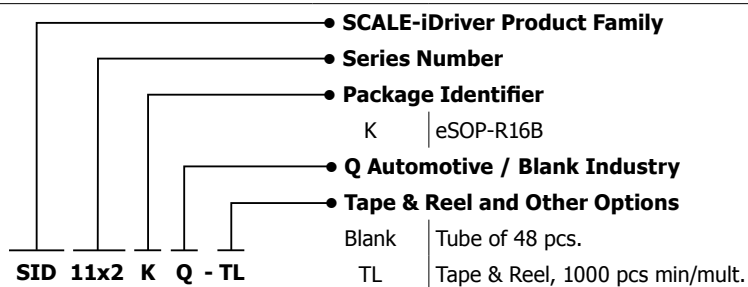 SCALE-iDriver Product Family
Series Number
Package Identifier
K eSOP-R16B
Q Automotive / Blank Industry
Tape & Reel and Other Options
Blank Tube of 48 pcs.
TL Tape & Reel, 1000 pcs min/mult.
SID 11x2 K Q - TL